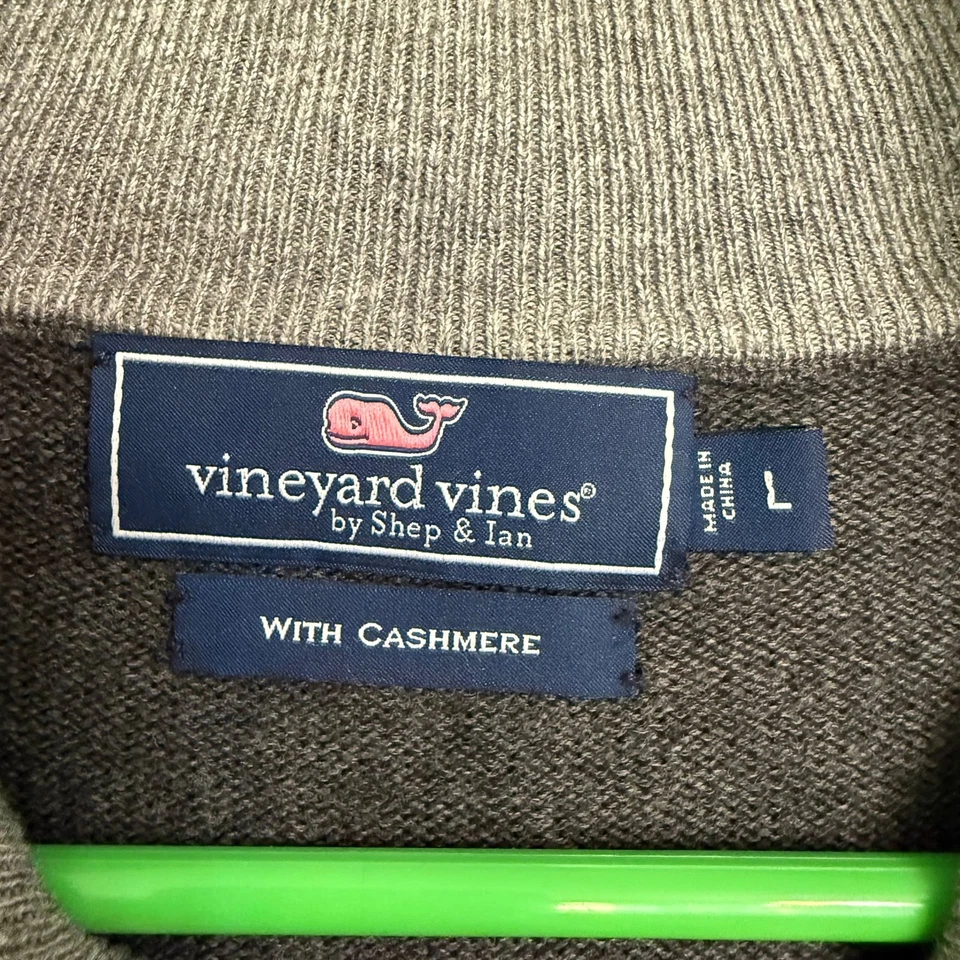 vineyard vines®
by Shep & Ian
WITH CASHMERE
MADE IN
CHINA
L